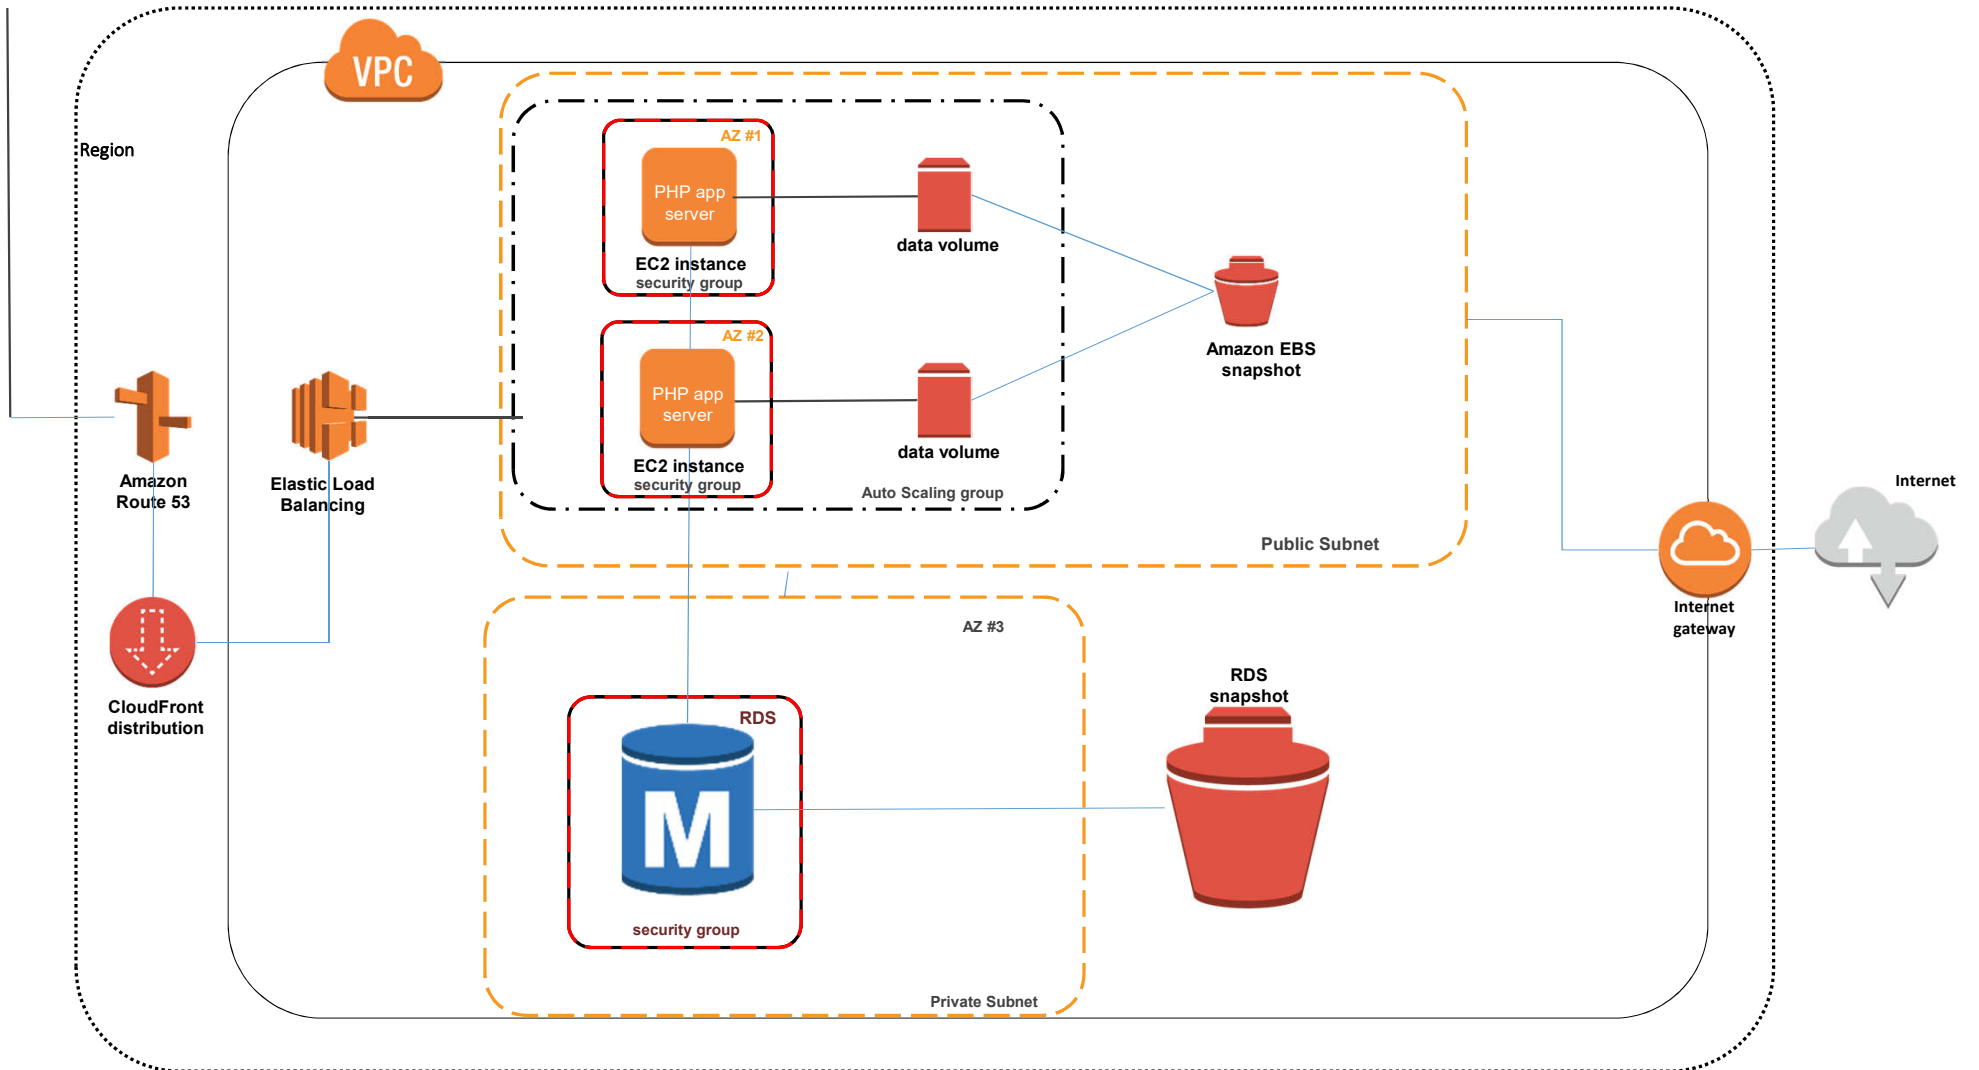 VPC
Region
AZ #1
PHP app
server
EC2 instance
security group
data volume
AZ #2
PHP app
server
EC2 instance
security group
data volume
Auto Scaling group
Amazon EBS
snapshot
Public Subnet
Amazon
Route 53
Elastic Load
Balancing
CloudFront
distribution
Internet
Internet
gateway
AZ #3
RDS
M
security group
Private Subnet
RDS
snapshot